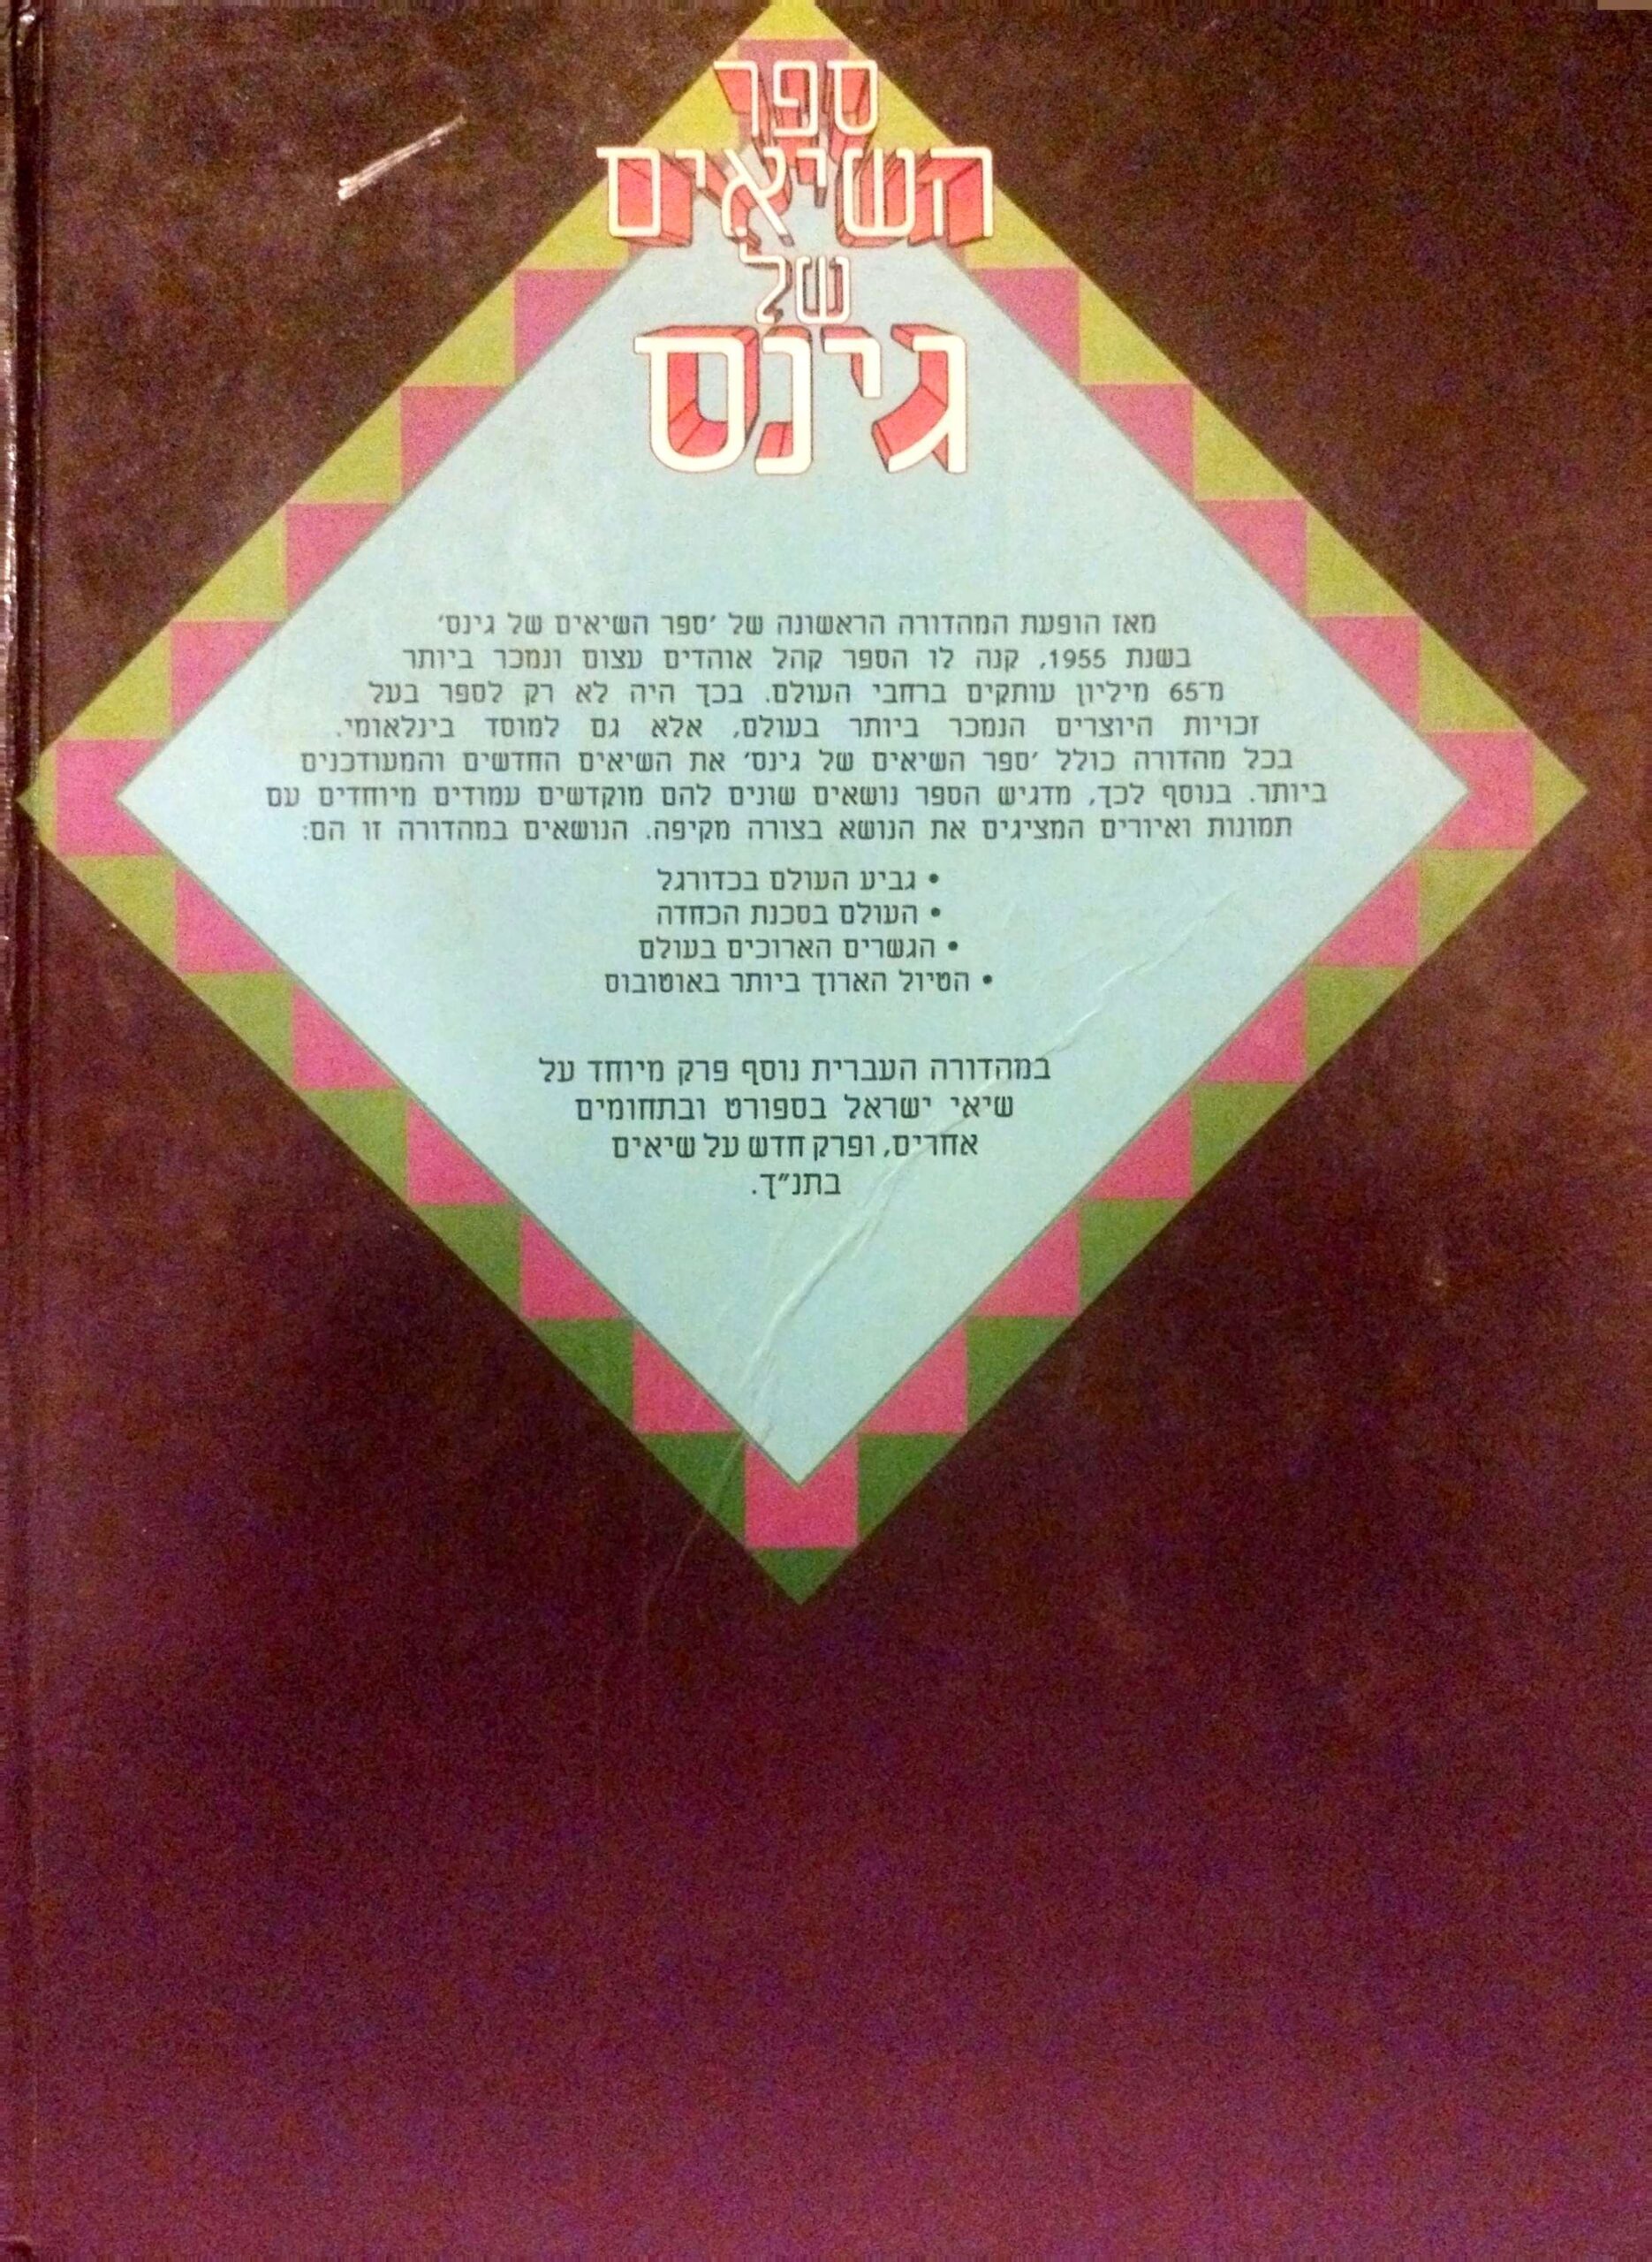 ספר
השיאים
של
גינס
מאז הופעת המהדורה הראשונה של 'ספר השיאים של גינס'
בשנת 1955, קנה לו הספר קהל אוהדים עצום ונמכר ביותר
מ־65 מיליון עותקים ברחבי העולם. בכך היה לא רק לספר בעל
זכויות היוצרים הנמכר ביותר בעולם, אלא גם למוסד בינלאומי.
בכל מהדורה כולל 'ספר השיאים של גינס' את השיאים החדשים והמעודכנים
ביותר. בנוסף לכך, מדגיש הספר נושאים שונים להם מוקדשים עמודים מיוחדים עם
תמונות ואיורים המציגים את הנושא בצורה מקיפה. הנושאים במהדורה זו הם:
• גביע העולם בכדורגל
• העולם בסכנת הכחדה
• הגשרים הארוכים בעולם
• הטיול הארוך ביותר באוטובוס
במהדורה העברית נוסף פרק מיוחד על
שיאי ישראל בספורט ובתחומים
אחרים, ופרק חדש על שיאים
בתנ״ך.